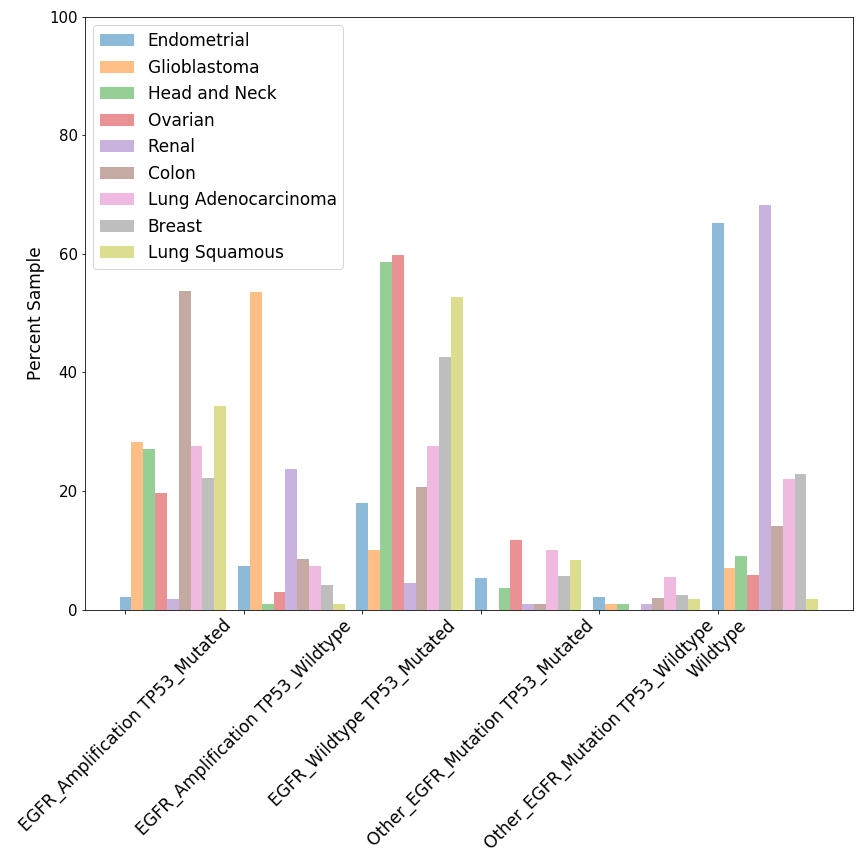 100
80
60
40
20
0
Percent Sample
Endometrial
Glioblastoma
Head and Neck
Ovarian
Renal
Colon
Lung Adenocarcinoma
Breast
Lung Squamous
EGFR_Amplification TP53_Mutated
EGFR_Amplification TP53_Wildtype
EGFR_Wildtype TP53_Mutated
Other_EGFR_Mutation TP53_Mutated
Other_EGFR_Mutation TP53_Wildtype
Wildtype